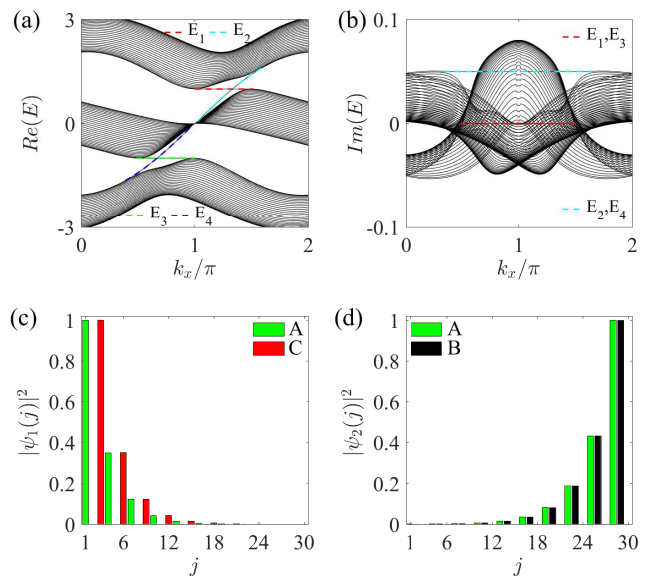 (a)
3
0
-3
Re(E)
E1 E2
E3 E4
0 1 2
kx/π
(b)
0.1
0
-0.1
Im(E)
E1,E3
E2,E4
0 1 2
kx/π
(c)
1
0.8
0.6
0.4
0.2
0
|ψ1(j)|²
A
C
1 6 12 18 24 30
j
(d)
1
0.8
0.6
0.4
0.2
0
|ψ2(j)|²
A
B
1 6 12 18 24 30
j